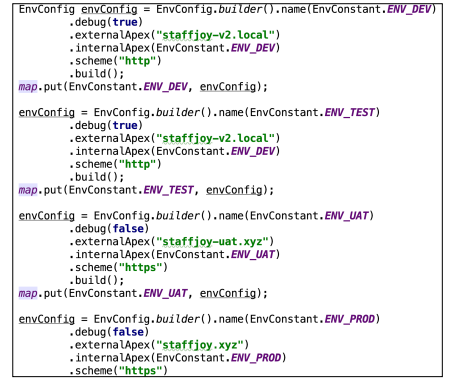 EnvConfig envConfig = EnvConfig.builder().name(EnvConstant.ENV_DEV)
.debug(true)
.externalApex("staffjoy-v2.local")
.internalApex(EnvConstant.ENV_DEV)
.scheme("http")
.build();
map.put(EnvConstant.ENV_DEV, envConfig);
envConfig = EnvConfig.builder().name(EnvConstant.ENV_TEST)
.debug(true)
.externalApex("staffjoy-v2.local")
.internalApex(EnvConstant.ENV_DEV)
.scheme("http")
.build();
map.put(EnvConstant.ENV_TEST, envConfig);
envConfig = EnvConfig.builder().name(EnvConstant.ENV_UAT)
.debug(false)
.externalApex("staffjoy-uat.xyz")
.internalApex(EnvConstant.ENV_UAT)
.scheme("https")
.build();
map.put(EnvConstant.ENV_UAT, envConfig);
envConfig = EnvConfig.builder().name(EnvConstant.ENV_PROD)
.debug(false)
.externalApex("staffjoy.xyz")
.internalApex(EnvConstant.ENV_PROD)
.scheme("https")